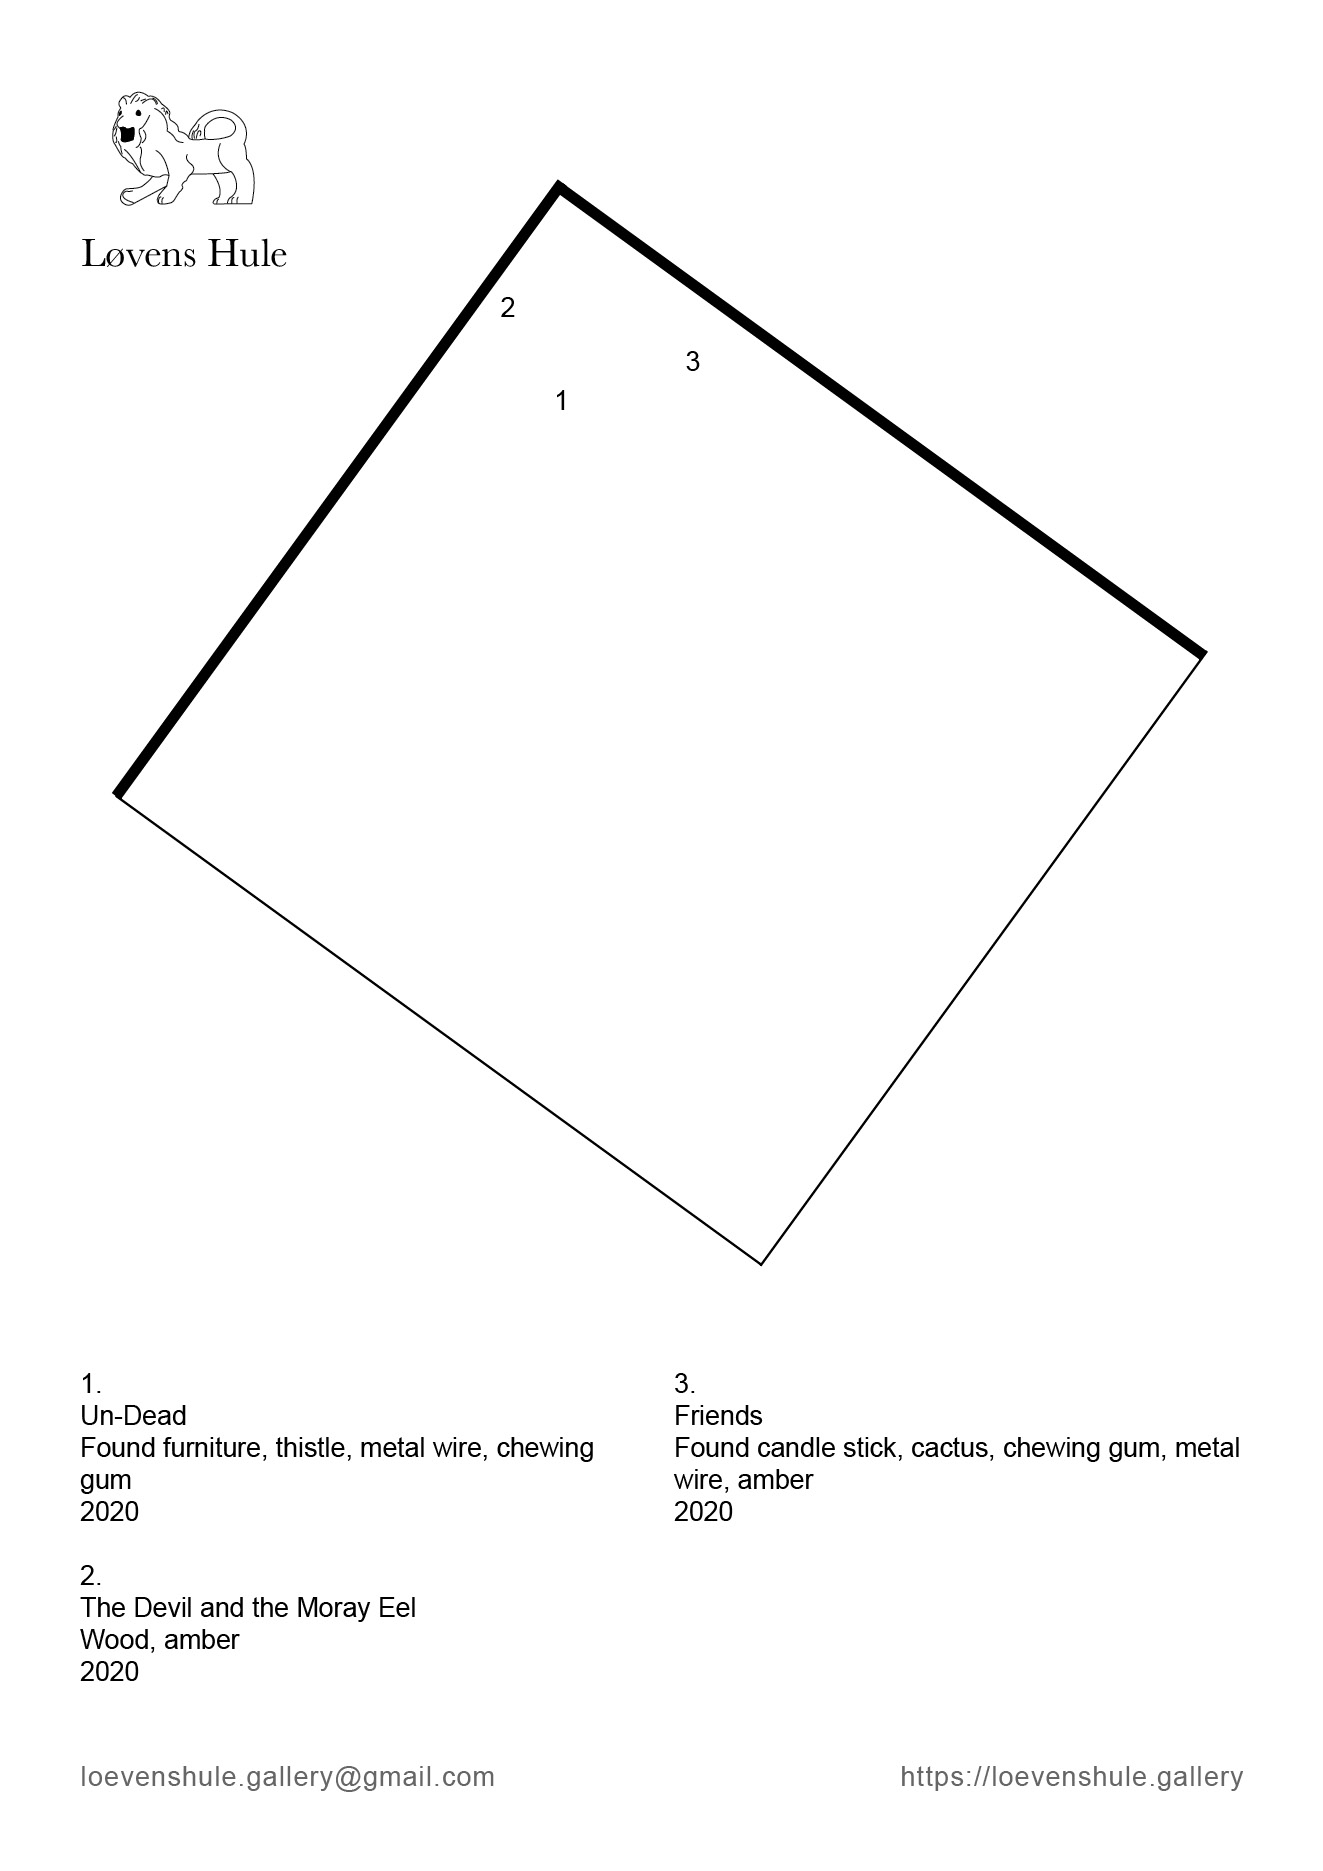 Løvens Hule
2
3
1
1.
Un-Dead
Found furniture, thistle, metal wire, chewing
gum
2020
2.
The Devil and the Moray Eel
Wood, amber
2020
3.
Friends
Found candle stick, cactus, chewing gum, metal
wire, amber
2020
loevenshule.gallery@gmail.com
https://loevenshule.gallery